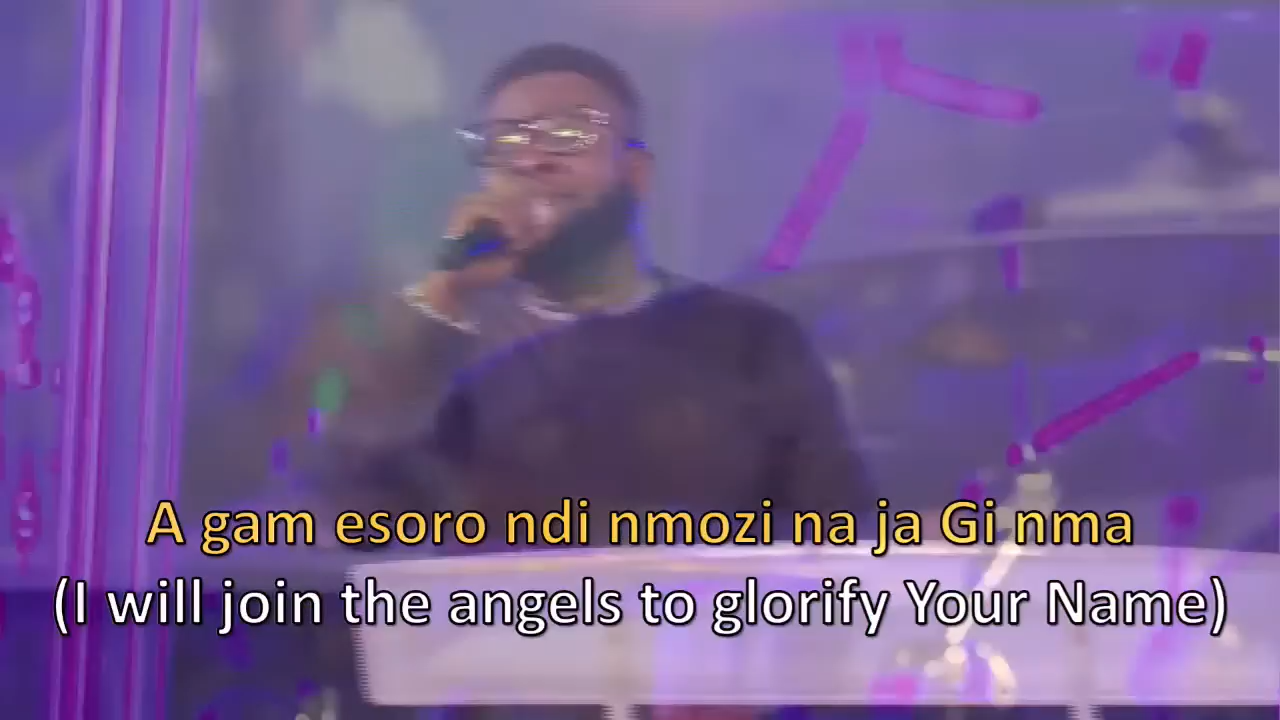 A gam esoro ndi nmozi na ja Gi nma
(I will join the angels to glorify Your Name)